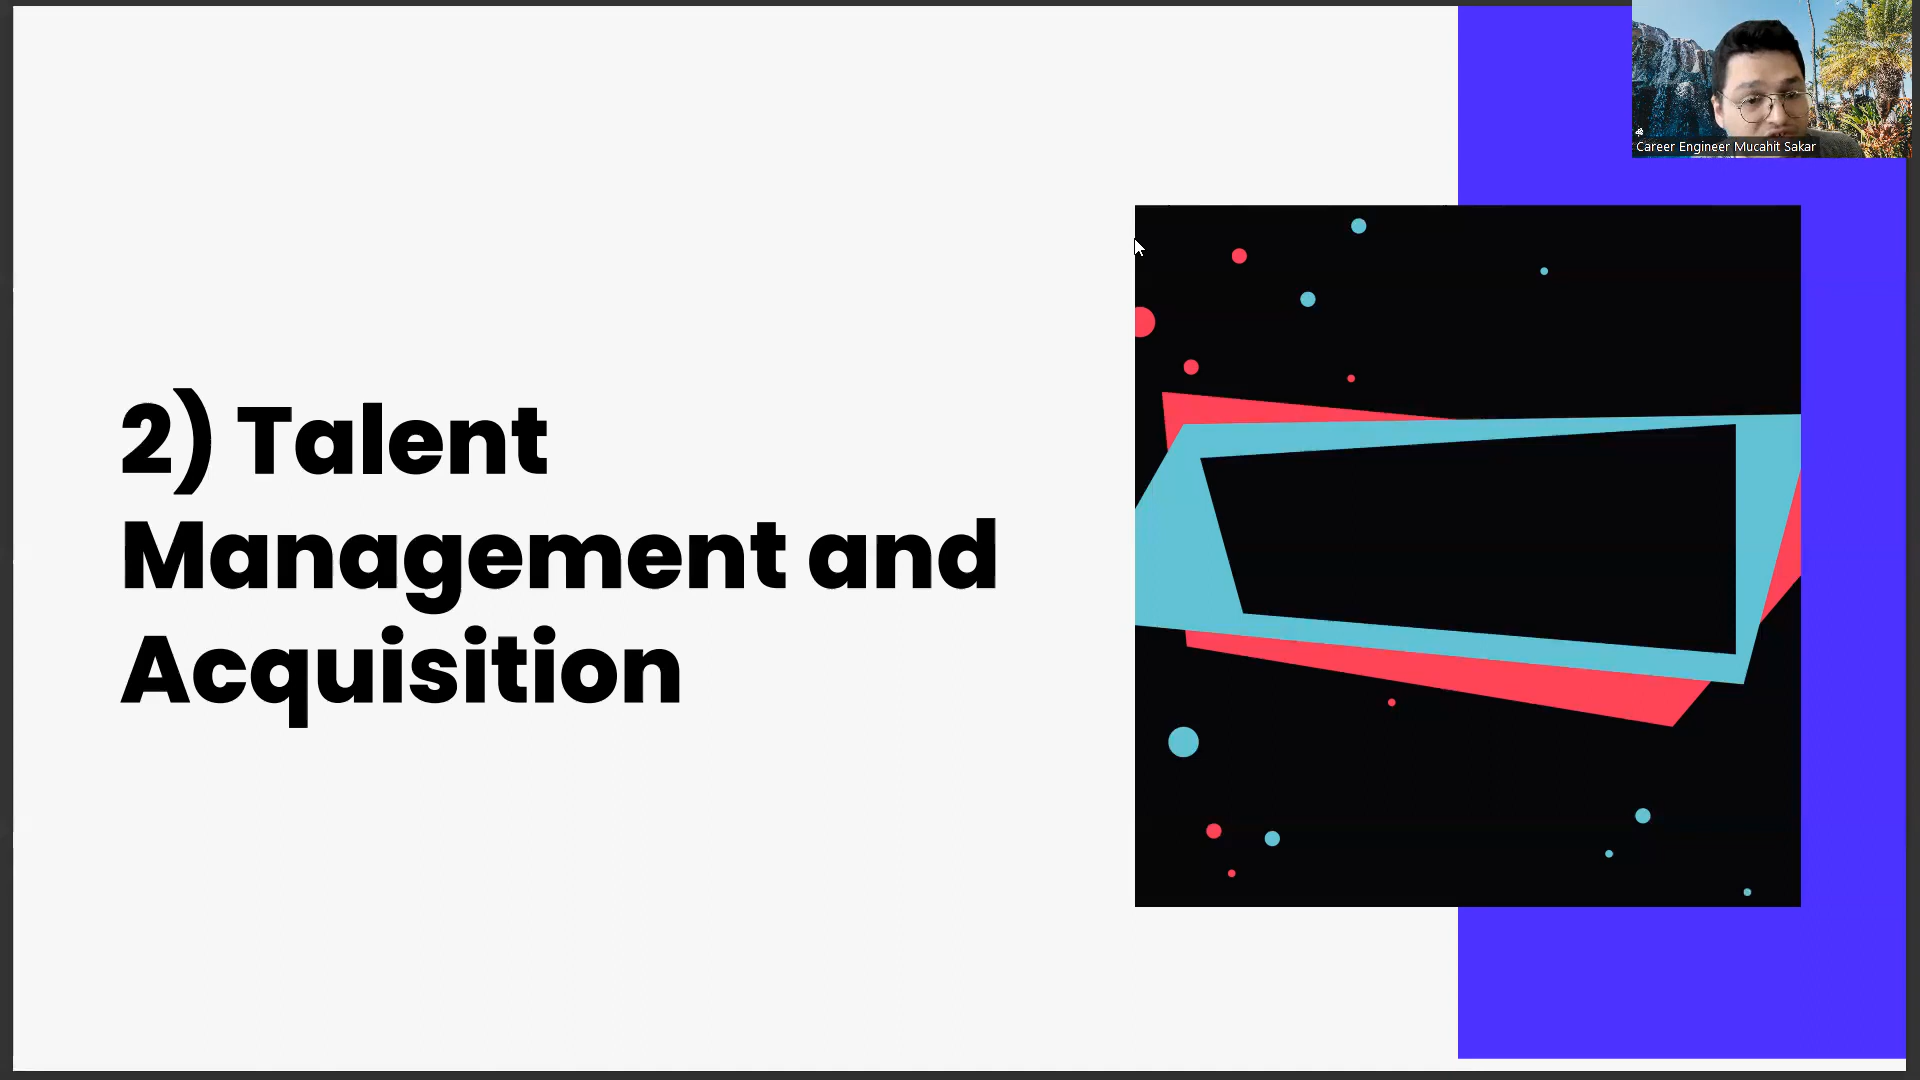 Career Engineer Mucahit Sakar
2) Talent
Management and
Acquisition